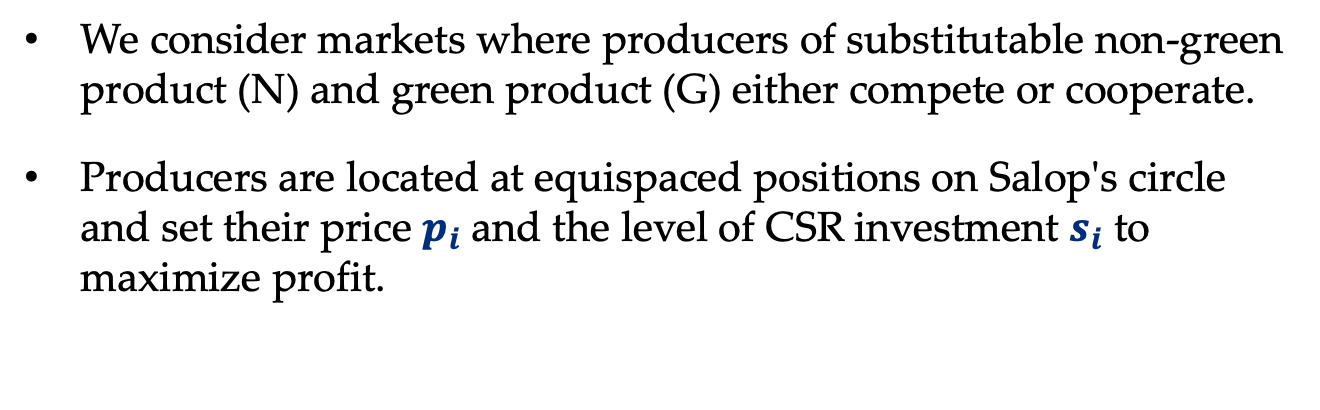 • We consider markets where producers of substitutable non-green
product (N) and green product (G) either compete or cooperate.
• Producers are located at equispaced positions on Salop's circle
and set their price pᵢ and the level of CSR investment sᵢ to
maximize profit.